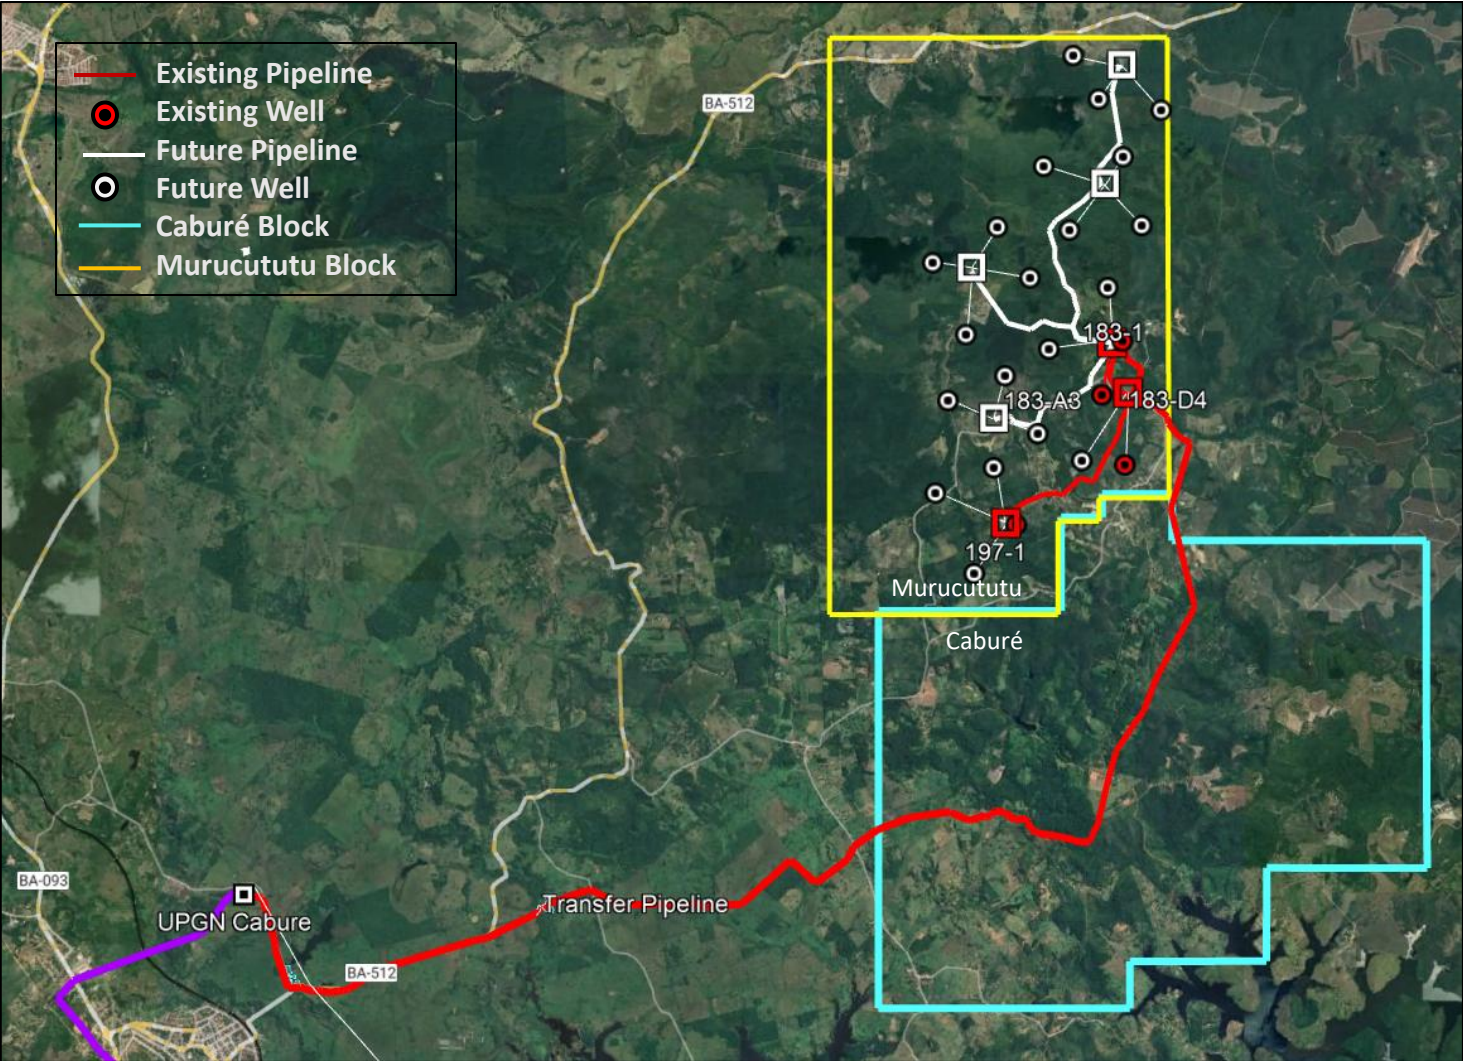 Existing Pipeline
Existing Well
Future Pipeline
Future Well
Caburé Block
Murucututu Block
BA-512
183-1
183-A3
183-D4
197-1
Murucututu
Caburé
BA-093
UPGN Cabure
Transfer Pipeline
BA-512